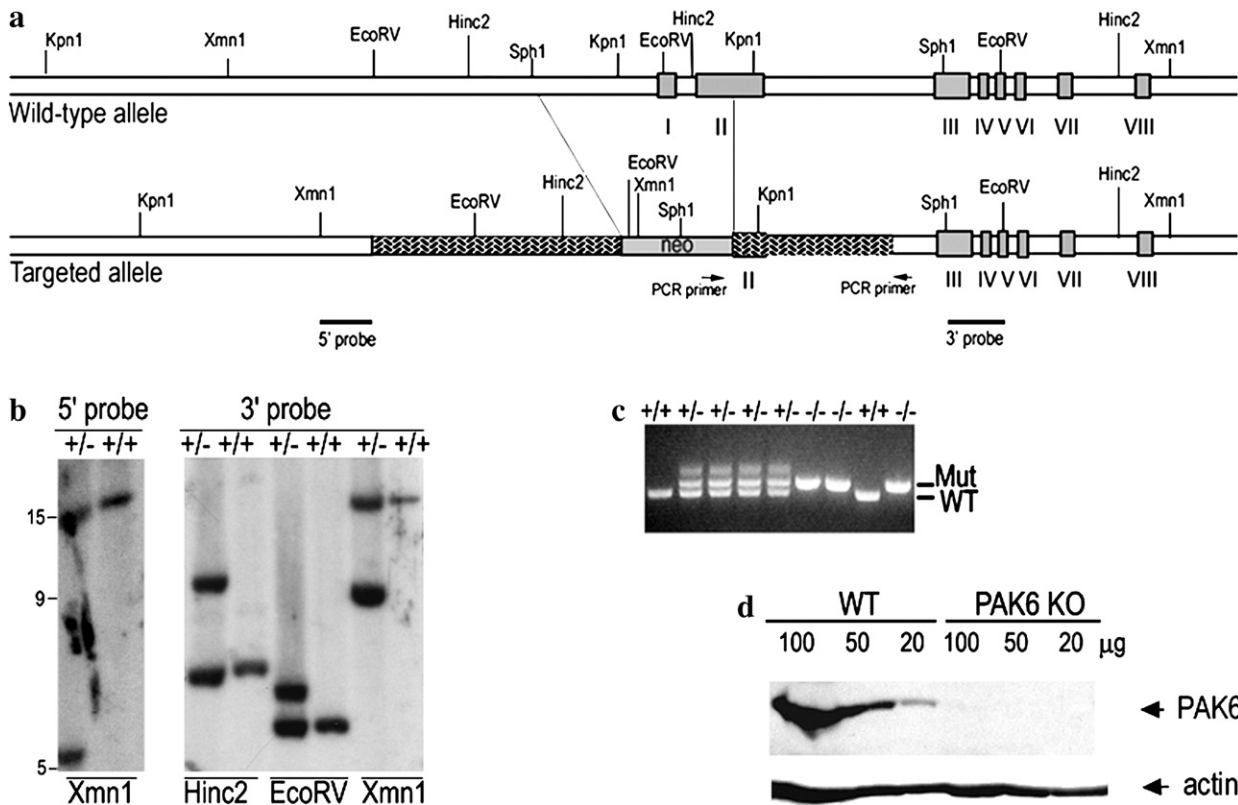 a
Kpn1 Xmn1 EcoRV Hinc2 Sph1 Kpn1 EcoRV Hinc2 Kpn1 Sph1 EcoRV Hinc2 Xmn1
Wild-type allele
I II III IV V VI VII VIII
Kpn1 Xmn1 EcoRV Hinc2 EcoRV Xmn1 Sph1 Kpn1 Sph1 EcoRV Hinc2 Xmn1
neo
Targeted allele
PCR primer II PCR primer III IV V VI VII VIII
5' probe 3' probe
b
5' probe 3' probe
+/- +/+ +/- +/+ +/- +/+ +/- +/+
15
9
5
Xmn1 Hinc2 EcoRV Xmn1
c
+/+ +/- +/- +/- +/- -/- -/- +/+ -/-
Mut
WT
d
WT PAK6 KO
100 50 20 100 50 20 µg
PAK6
actin